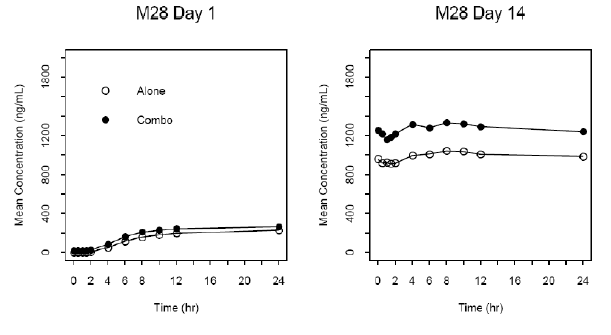 M28 Day 1
Mean Concentration (ng/mL)
1800
1200
800
400
0
Alone
Combo
0 2 4 6 8 10 12 24
Time (hr)
M28 Day 14
Mean Concentration (ng/mL)
1800
1200
800
400
0
0 2 4 6 8 10 12 24
Time (hr)